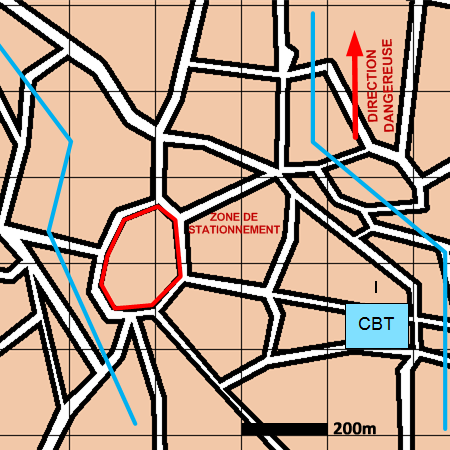 DIRECTION
DANGEREUSE
ZONE DE
STATIONNEMENT
I
CBT
200m